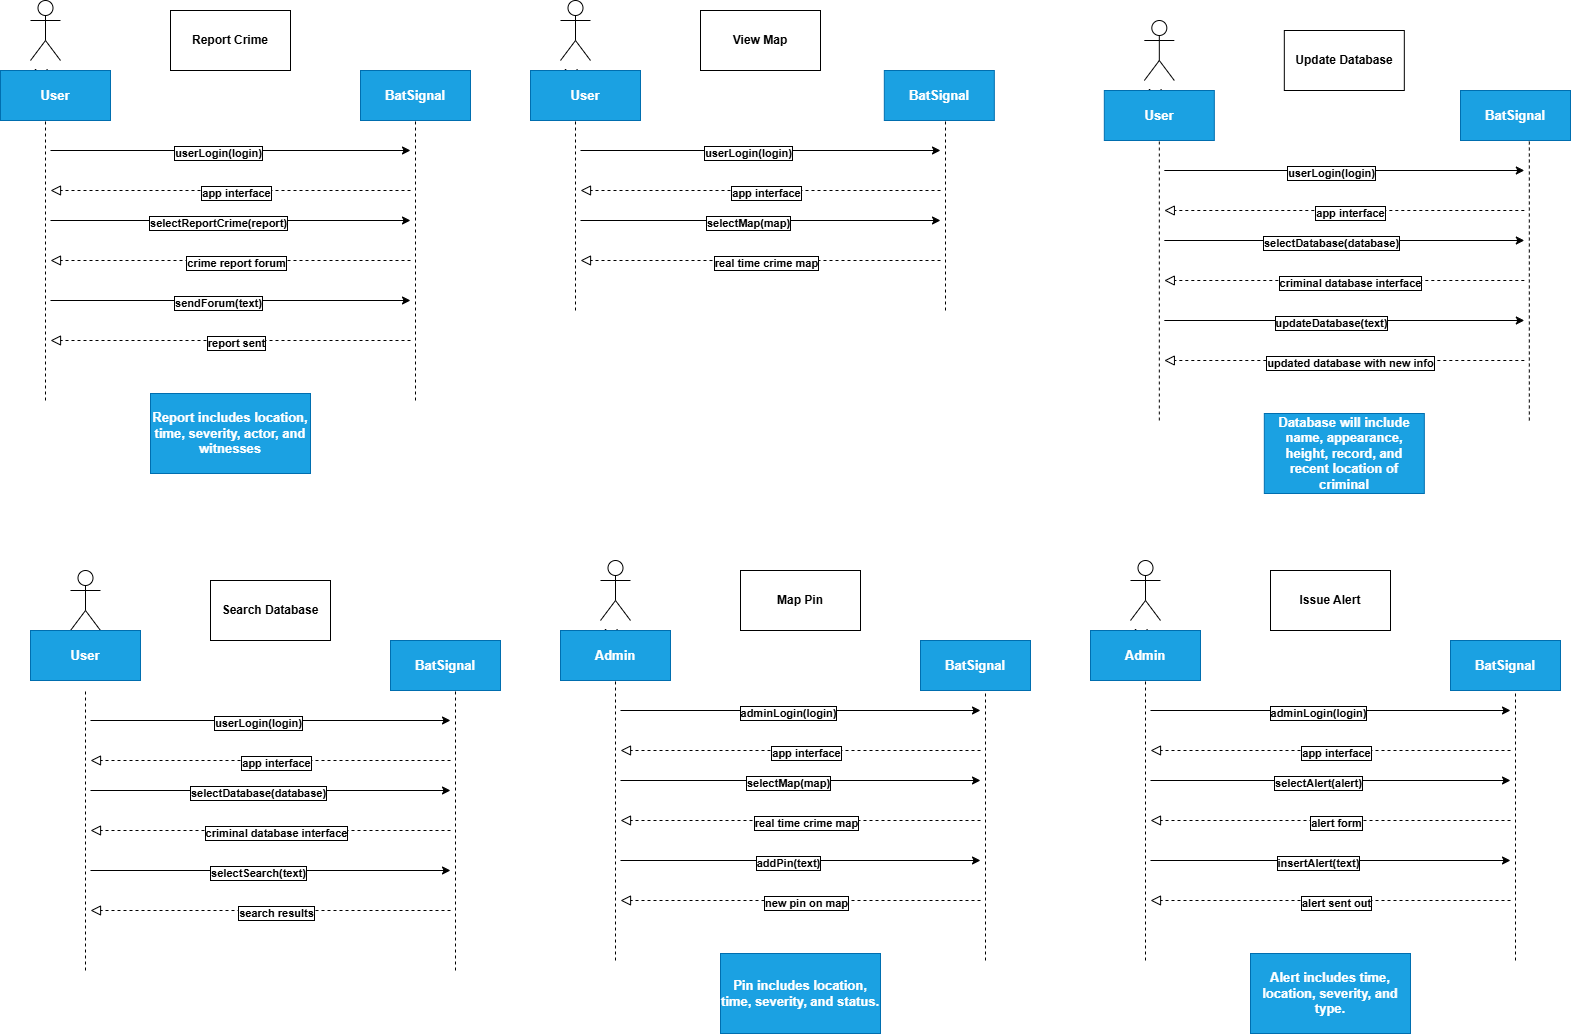 Report Crime
User
BatSignal
userLogin(login)
app interface
selectReportCrime(report)
crime report forum
sendForum(text)
report sent
Report includes location,
time, severity, actor, and
witnesses
View Map
User
BatSignal
userLogin(login)
app interface
selectMap(map)
real time crime map
Update Database
User
BatSignal
userLogin(login)
app interface
selectDatabase(database)
criminal database interface
updateDatabase(text)
updated database with new info
Database will include
name, appearance,
height, record, and
recent location of
criminal
Search Database
User
BatSignal
userLogin(login)
app interface
selectDatabase(database)
criminal database interface
selectSearch(text)
search results
Map Pin
Admin
BatSignal
adminLogin(login)
app interface
selectMap(map)
real time crime map
addPin(text)
new pin on map
Pin includes location,
time, severity, and status.
Issue Alert
Admin
BatSignal
adminLogin(login)
app interface
selectAlert(alert)
alert form
insertAlert(text)
alert sent out
Alert includes time,
location, severity, and
type.